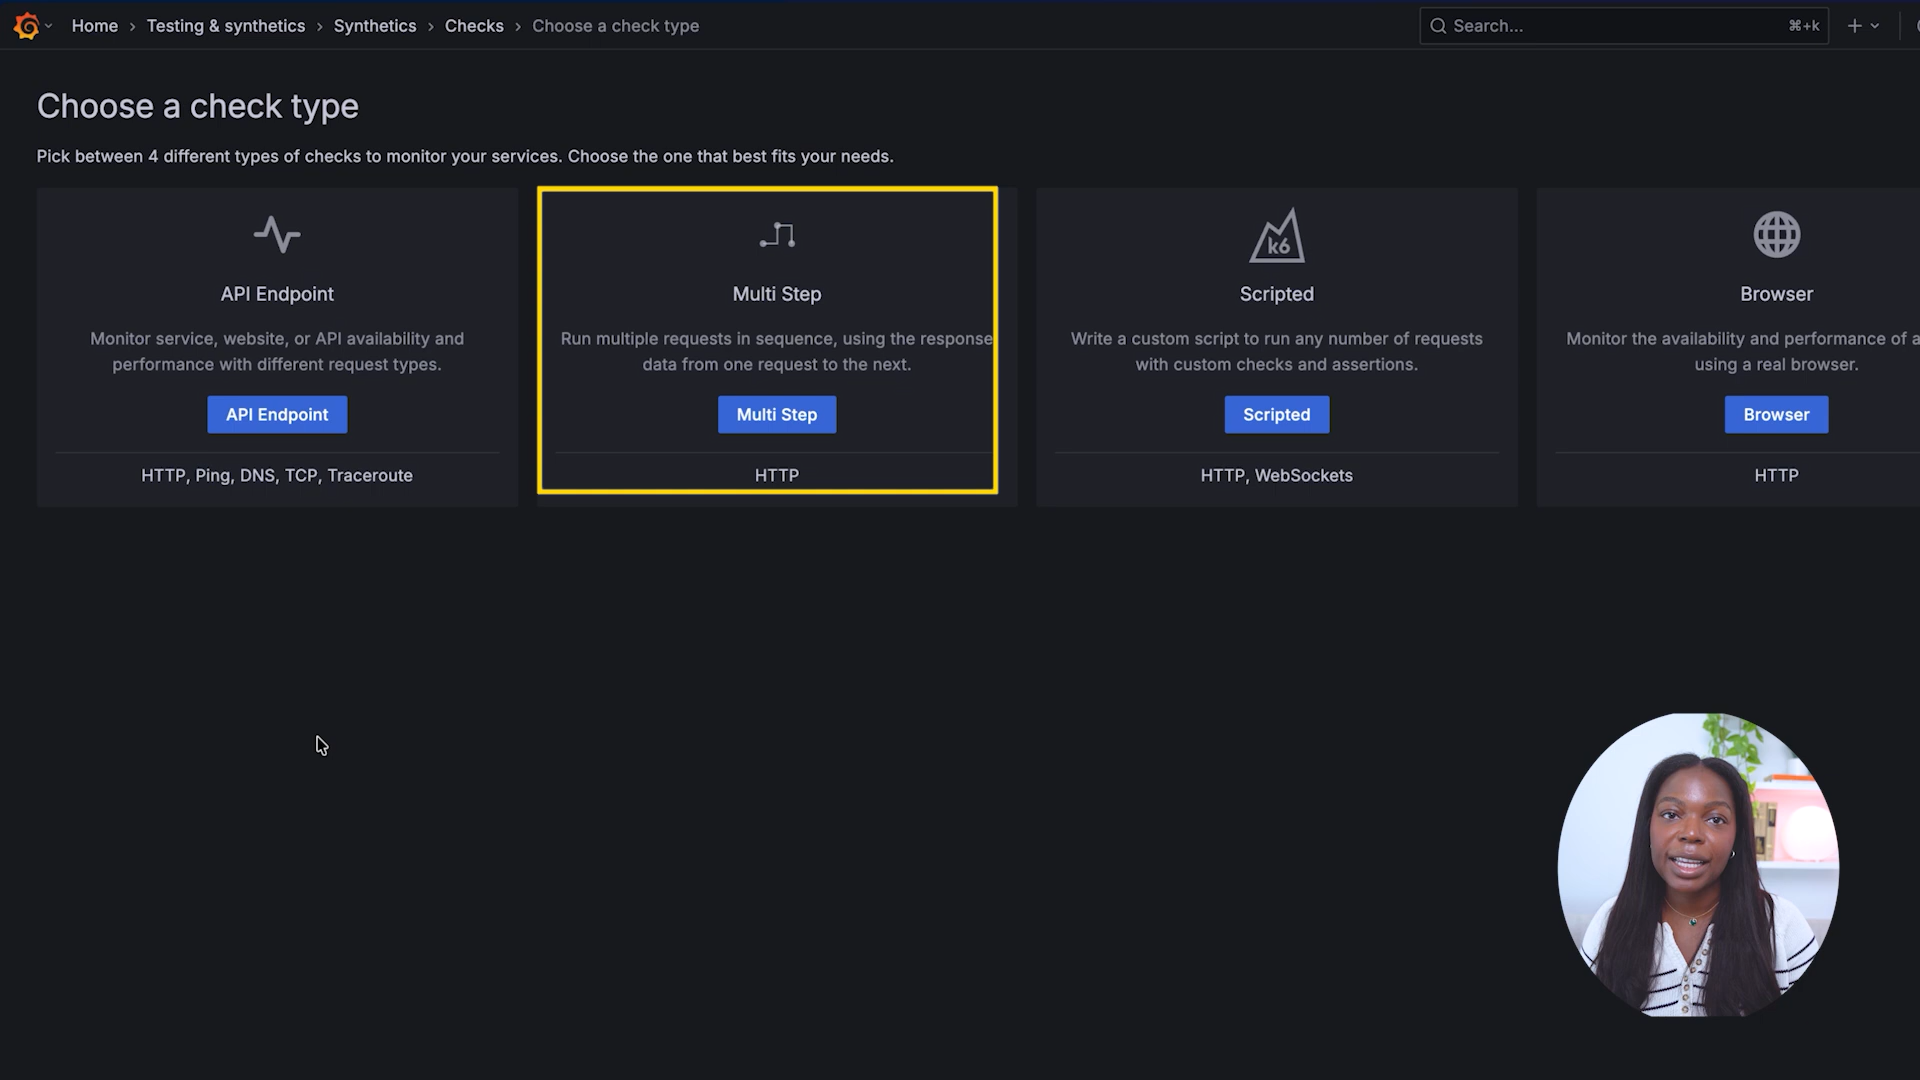 Home › Testing & synthetics › Synthetics › Checks › Choose a check type
Search...
⌘+k
Choose a check type
Pick between 4 different types of checks to monitor your services. Choose the one that best fits your needs.
API Endpoint
Monitor service, website, or API availability and
performance with different request types.
API Endpoint
HTTP, Ping, DNS, TCP, Traceroute
Multi Step
Run multiple requests in sequence, using the response
data from one request to the next.
Multi Step
HTTP
k6
Scripted
Write a custom script to run any number of requests
with custom checks and assertions.
Scripted
HTTP, WebSockets
Browser
Monitor the availability and performance of a
using a real browser.
Browser
HTTP